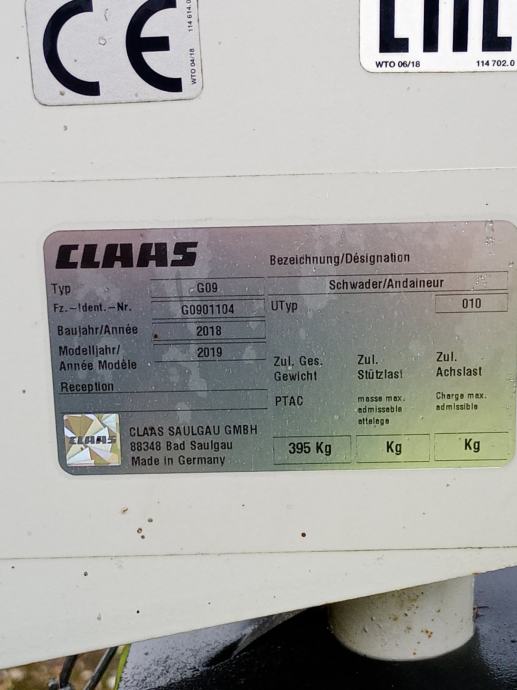 CE
WTO 04/18
114 614.0
EAC
WTO 06/18 114 702.0
CLAAS
Bezeichnung/Désignation
Typ G09
Schwader/Andaineur
Fz.-Ident.-Nr. G0901104
UTyp 010
Baujahr/Année 2018
Modelljahr/
Année Modèle 2019
Réception
Zul. Ges.
Gewicht
PTAC
395 Kg
Zul.
Stützlast
masse max.
admissable
attelage
Kg
Zul.
Achslast
Charge max.
admissible
Kg
CLAAS
CLAAS SAULGAU GMBH
88348 Bad Saulgau
Made in Germany